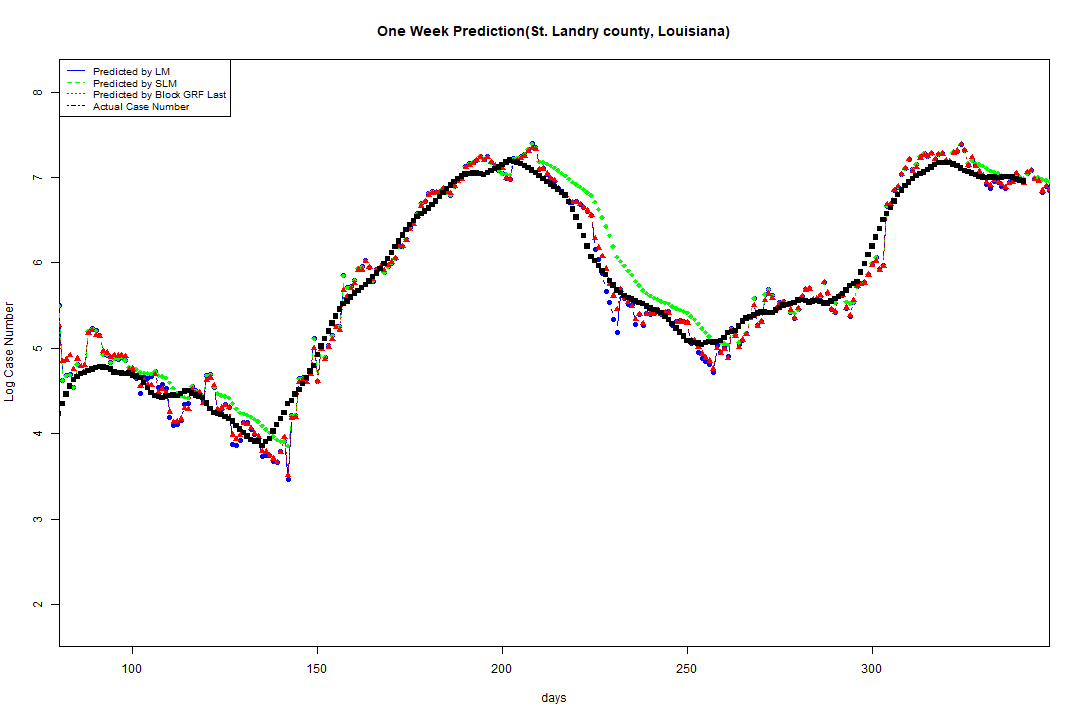 One Week Prediction(St. Landry county, Louisiana)
Predicted by LM
Predicted by SLM
Predicted by Block GRF Last
Actual Case Number
8
7
6
5
4
3
2
Log Case Number
100 150 200 250 300
days